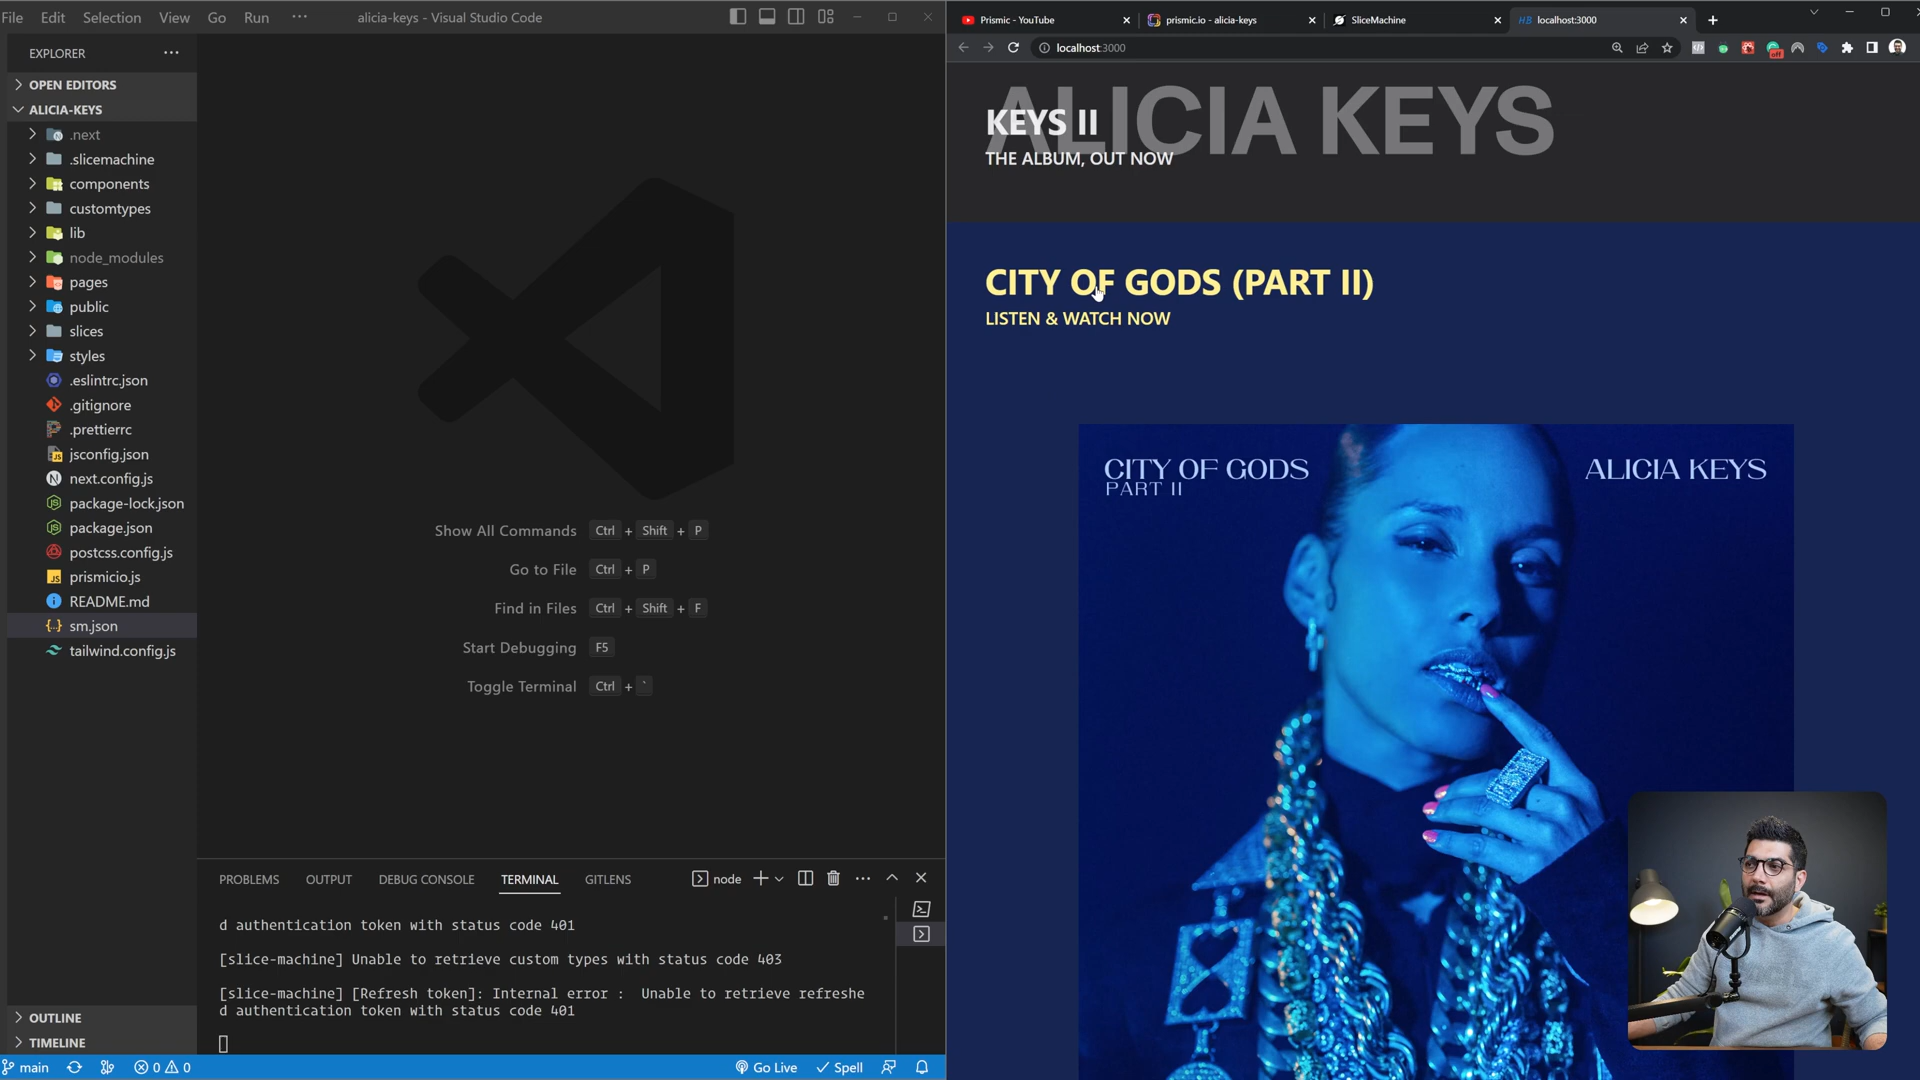 File Edit Selection View Go Run ··· alicia-keys - Visual Studio Code
EXPLORER ···
OPEN EDITORS
ALICIA-KEYS
.next
.slicemachine
components
customtypes
lib
node_modules
pages
public
slices
styles
.eslintrc.json
.gitignore
.prettierrc
jsconfig.json
next.config.js
package-lock.json
package.json
postcss.config.js
prismicio.js
README.md
sm.json
tailwind.config.js
OUTLINE
TIMELINE
Show All Commands Ctrl + Shift + P
Go to File Ctrl + P
Find in Files Ctrl + Shift + F
Start Debugging F5
Toggle Terminal Ctrl + `
PROBLEMS OUTPUT DEBUG CONSOLE TERMINAL GITLENS node
d authentication token with status code 401
[slice-machine] Unable to retrieve custom types with status code 403
[slice-machine] [Refresh token]: Internal error :  Unable to retrieve refreshe
d authentication token with status code 401
main 0 0 Go Live Spell
Prismic - YouTube prismic.io - alicia-keys SliceMachine HB localhost:3000
localhost:3000
off
ALICIA KEYS
KEYS II
THE ALBUM, OUT NOW
CITY OF GODS (PART II)
LISTEN & WATCH NOW
CITY OF GODS
PART II
ALICIA KEYS